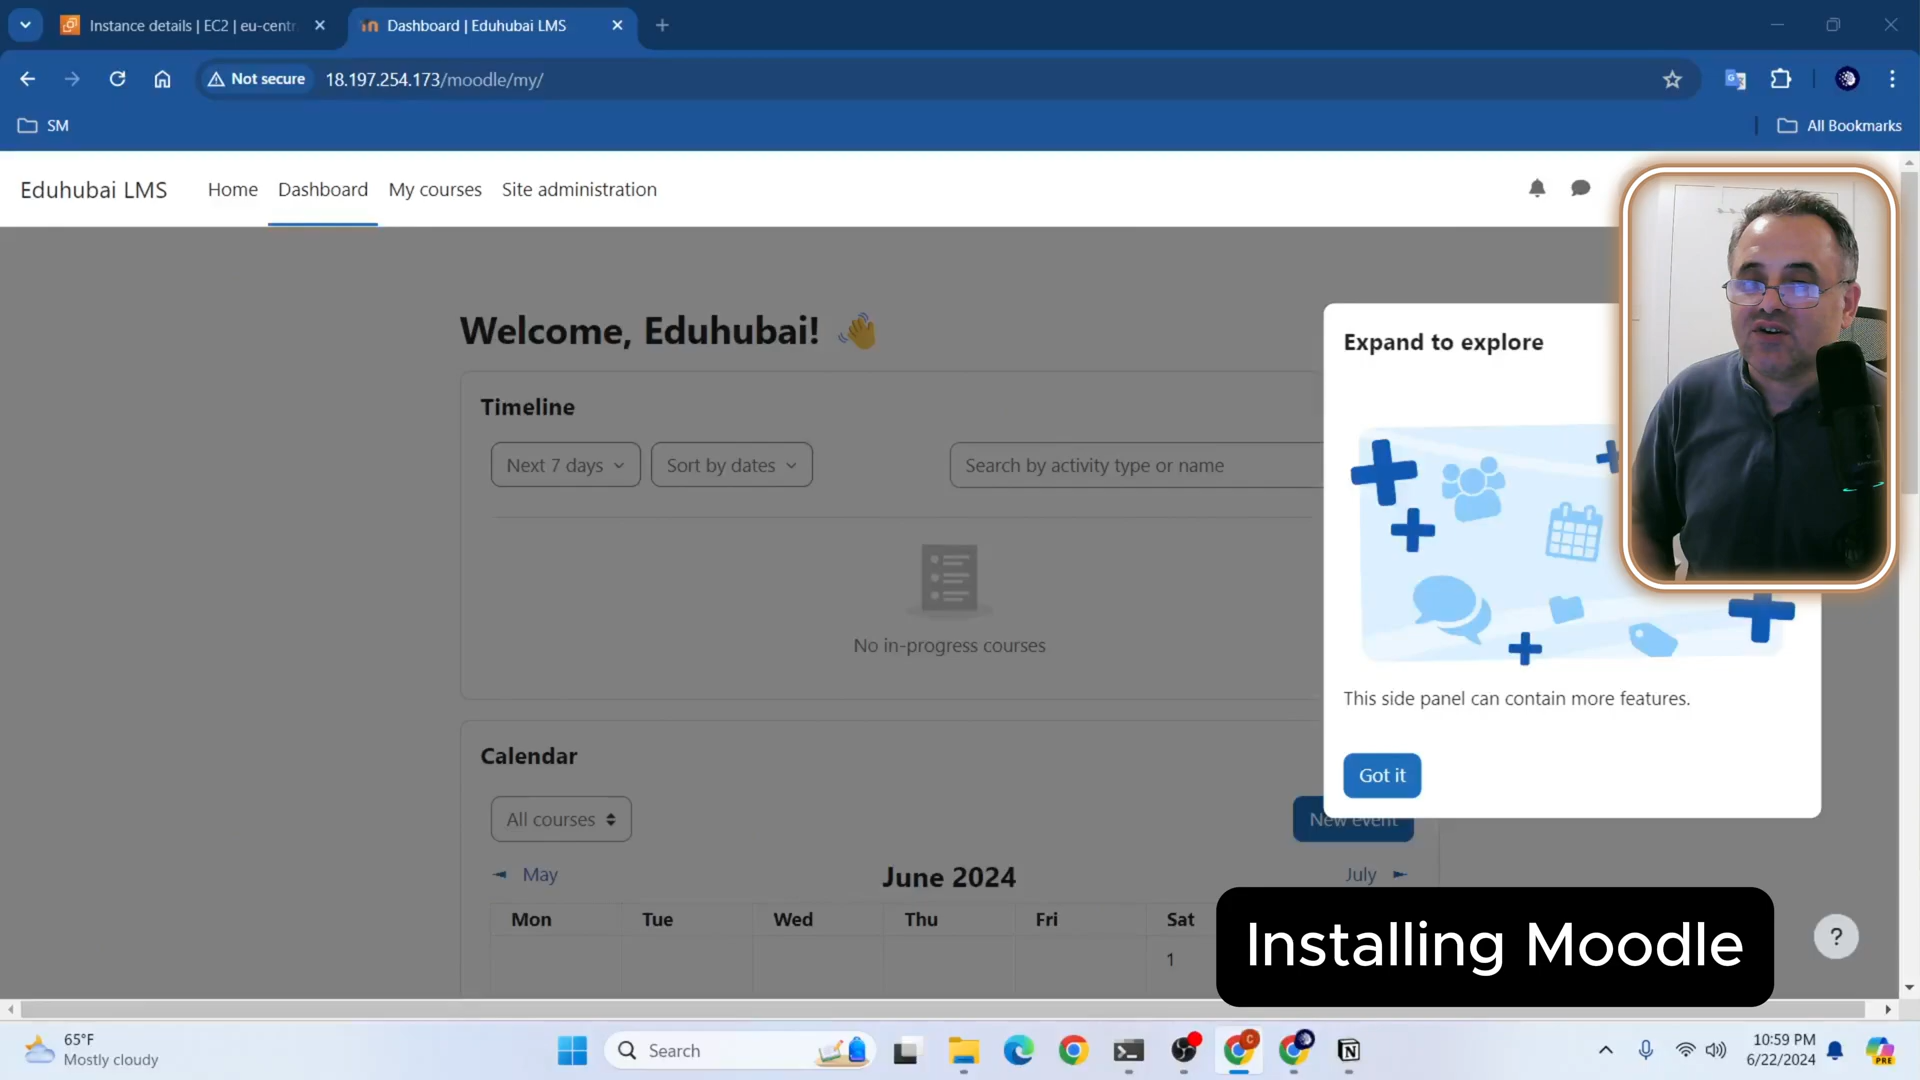 Instance details | EC2 | eu-centr
Dashboard | Eduhubai LMS
Not secure
18.197.254.173/moodle/my/
SM
All Bookmarks
Eduhubai LMS
Home
Dashboard
My courses
Site administration
Welcome, Eduhubai!
Expand to explore
Timeline
Next 7 days
Sort by dates
Search by activity type or name
No in-progress courses
This side panel can contain more features.
Got it
Calendar
All courses
New event
May
June 2024
July
Mon
Tue
Wed
Thu
Fri
Sat
1
Installing Moodle
?
65°F
Mostly cloudy
Search
10:59 PM
6/22/2024
PRE